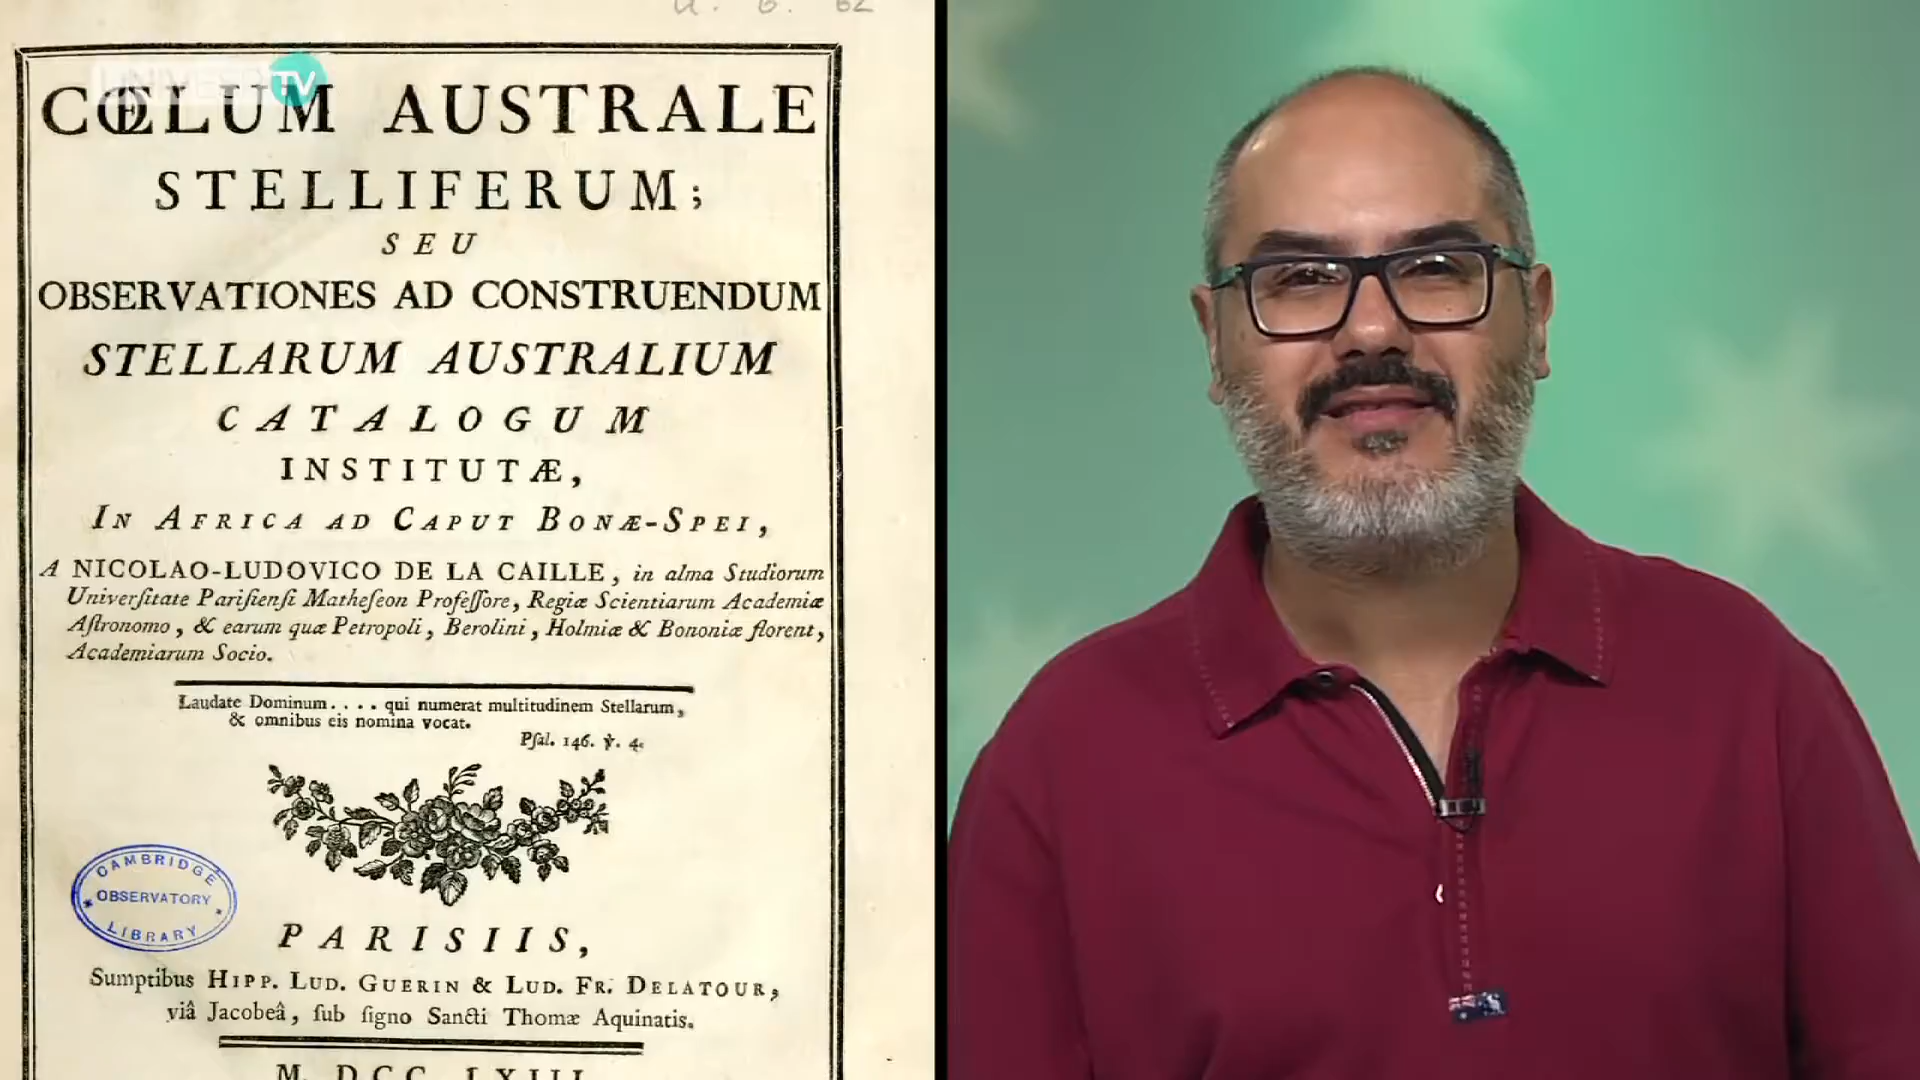 U. 6. 62
UNIVERTV
CŒLUM AUSTRALE
STELLIFERUM;
SEU
OBSERVATIONES AD CONSTRUENDUM
STELLARUM AUSTRALIUM
CATALOGUM
INSTITUTÆ,
IN AFRICA AD CAPUT BONÆ-SPEI,
A NICOLAO-LUDOVICO DE LA CAILLE, in alma Studiorum
Univerſitate Pariſienſi Matheſeon Profeſſore, Regiæ Scientiarum Academiæ
Aſtronomo, & earum quæ Petropoli, Berolini, Holmiæ & Bononiæ florent,
Academiarum Socio.
Laudate Dominum.... qui numerat multitudinem Stellarum,
& omnibus eis nomina vocat.
Pſal. 146. ℣. 4.
CAMBRIDGE
OBSERVATORY
LIBRARY
PARISIIS,
Sumptibus HIPP. LUD. GUERIN & LUD. FR. DELATOUR,
viâ Jacobeâ, ſub ſigno Sancti Thomæ Aquinatis.
M. DCC. LXIII.